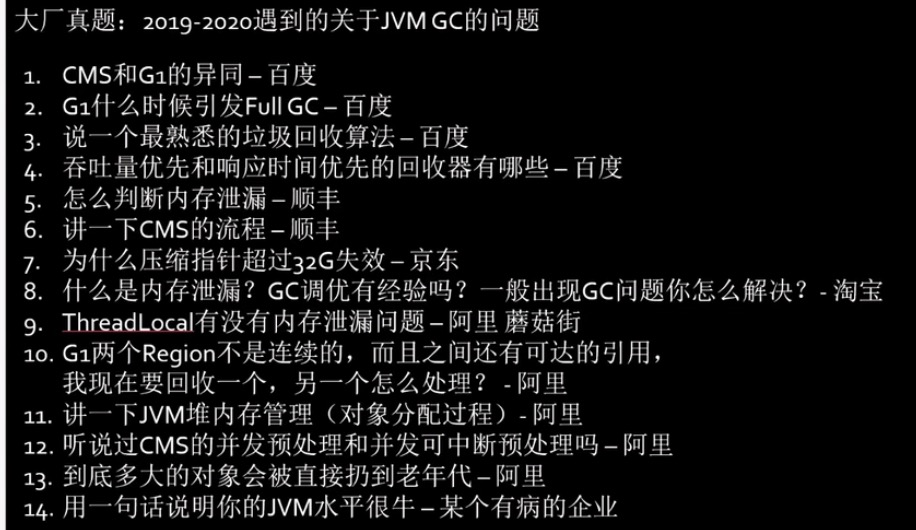 大厂真题：2019-2020遇到的关于JVM GC的问题
1. CMS和G1的异同 – 百度
2. G1什么时候引发Full GC – 百度
3. 说一个最熟悉的垃圾回收算法 – 百度
4. 吞吐量优先和响应时间优先的回收器有哪些 – 百度
5. 怎么判断内存泄漏 – 顺丰
6. 讲一下CMS的流程 – 顺丰
7. 为什么压缩指针超过32G失效 – 京东
8. 什么是内存泄漏？GC调优有经验吗？一般出现GC问题你怎么解决？- 淘宝
9. ThreadLocal有没有内存泄漏问题 – 阿里 蘑菇街
10. G1两个Region不是连续的，而且之间还有可达的引用，
我现在要回收一个，另一个怎么处理？ - 阿里
11. 讲一下JVM堆内存管理（对象分配过程）- 阿里
12. 听说过CMS的并发预处理和并发可中断预处理吗 – 阿里
13. 到底多大的对象会被直接扔到老年代 – 阿里
14. 用一句话说明你的JVM水平很牛 – 某个有病的企业